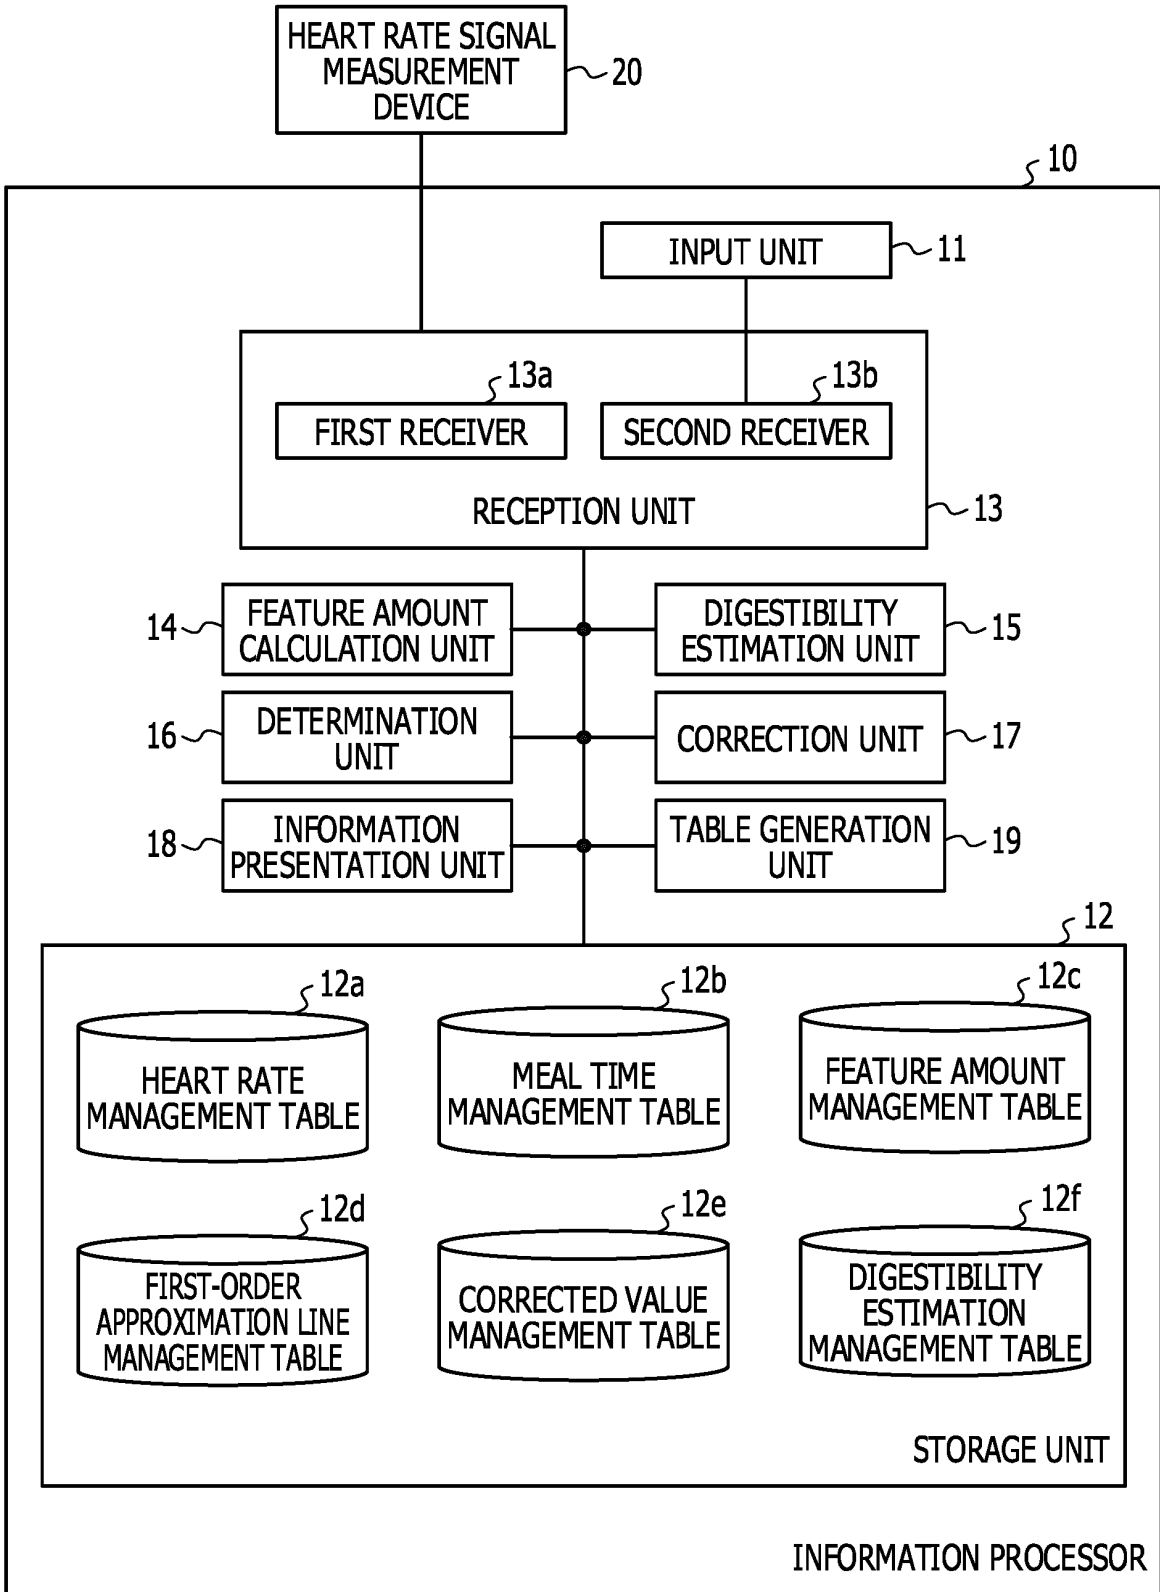 HEART RATE SIGNAL
MEASUREMENT
DEVICE
20
10
INPUT UNIT
11
13a
13b
FIRST RECEIVER
SECOND RECEIVER
RECEPTION UNIT
13
14
FEATURE AMOUNT
CALCULATION UNIT
DIGESTIBILITY
ESTIMATION UNIT
15
16
DETERMINATION
UNIT
CORRECTION UNIT
17
18
INFORMATION
PRESENTATION UNIT
TABLE GENERATION
UNIT
19
12
12a
HEART RATE
MANAGEMENT TABLE
12b
MEAL TIME
MANAGEMENT TABLE
12c
FEATURE AMOUNT
MANAGEMENT TABLE
12d
FIRST-ORDER
APPROXIMATION LINE
MANAGEMENT TABLE
12e
CORRECTED VALUE
MANAGEMENT TABLE
12f
DIGESTIBILITY
ESTIMATION
MANAGEMENT TABLE
STORAGE UNIT
INFORMATION PROCESSOR